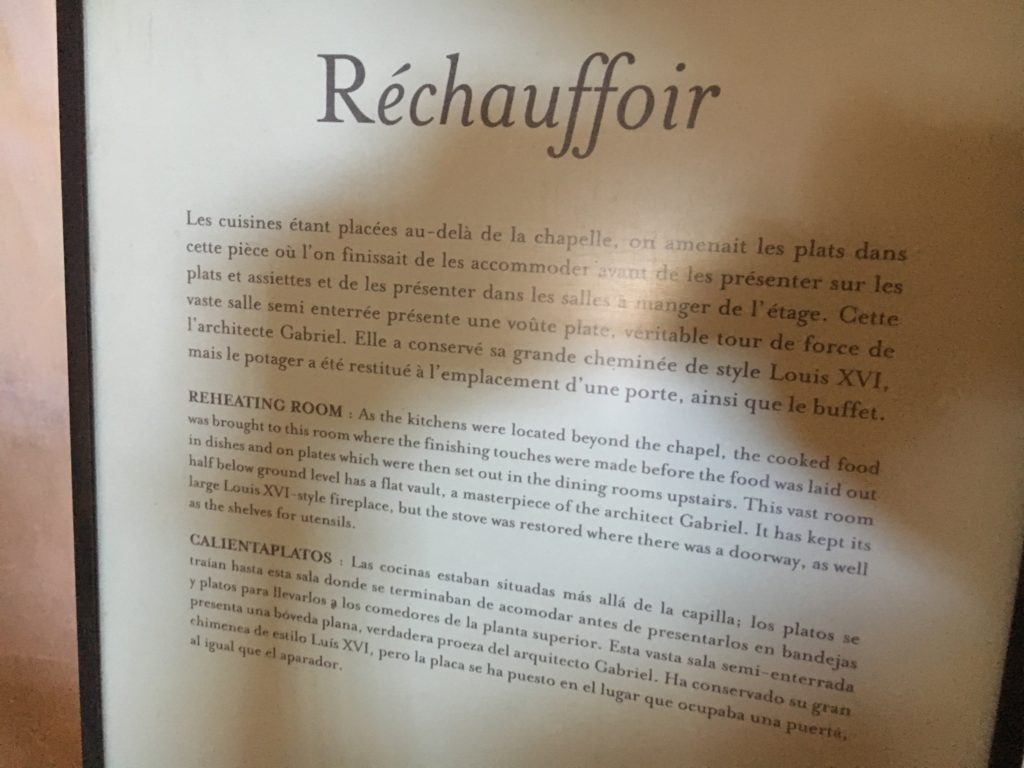 Réchauffoir
Les cuisines étant placées au-delà de la chapelle, on amenait les plats dans
cette pièce où l'on finissait de les accommoder avant de les présenter sur les
plats et assiettes et de les présenter dans les salles à manger de l'étage. Cette
vaste salle semi enterrée présente une voûte plate, véritable tour de force de
l'architecte Gabriel. Elle a conservé sa grande cheminée de style Louis XVI,
mais le potager a été restitué à l'emplacement d'une porte, ainsi que le buffet.
REHEATING ROOM : As the kitchens were located beyond the chapel, the cooked food
was brought to this room where the finishing touches were made before the food was laid out
in dishes and on plates which were then set out in the dining rooms upstairs. This vast room
half below ground level has a flat vault, a masterpiece of the architect Gabriel. It has kept its
large Louis XVI-style fireplace, but the stove was restored where there was a doorway, as well
as the shelves for utensils.
CALIENTAPLATOS : Las cocinas estaban situadas más allá de la capilla; los platos se
traían hasta esta sala donde se terminaban de acomodar antes de presentarlos en bandejas
y platos para llevarlos a los comedores de la planta superior. Esta vasta sala semi-enterrada
presenta una bóveda plana, verdadera proeza del arquitecto Gabriel. Ha conservado su gran
chimenea de estilo Luís XVI, pero la placa se ha puesto en el lugar que ocupaba una puerta,
al igual que el aparador.